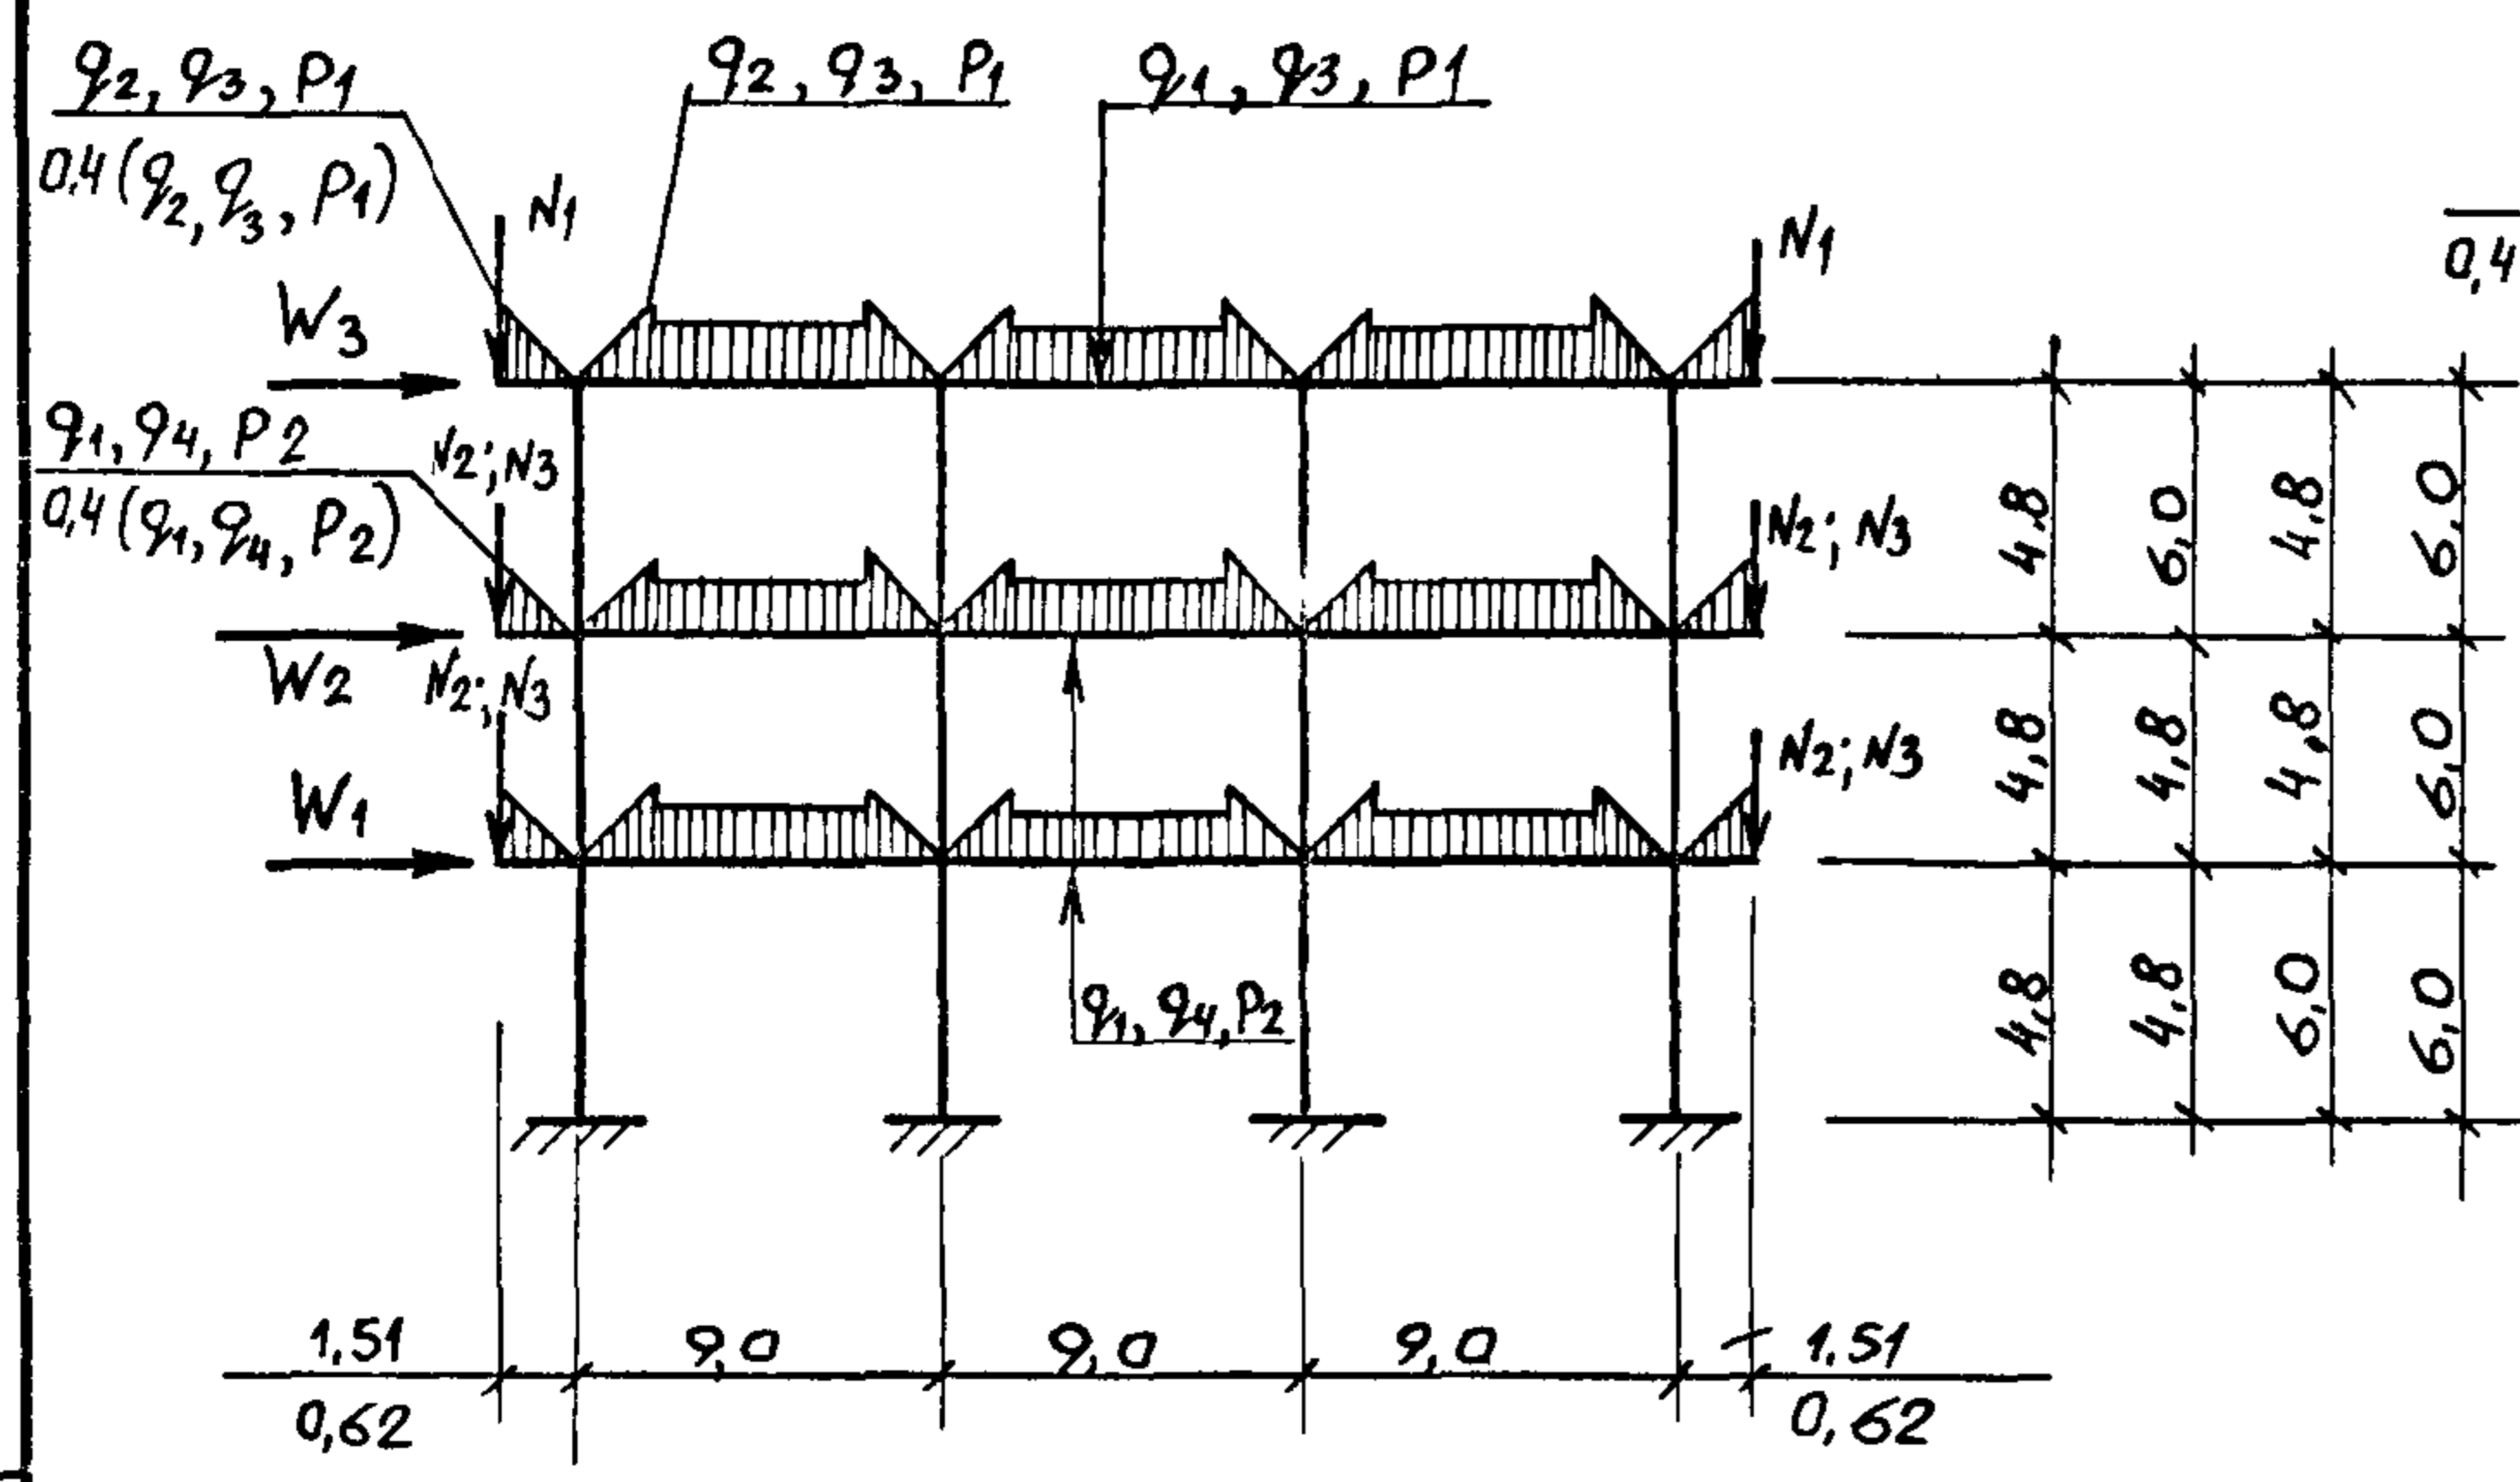 q2, q3, P1
0,4(q2, q3, P1)
q2, q3, P1
q1, q3, P1
N1
N1
0,4
W3
q1, q4, P2
0,4(q1, q4, P2)
N2; N3
N2; N3
W2
N2; N3
N2; N3
W1
q1, q4, P2
4,8 6,0 4,8 6,0
4,8 4,8 4,8 6,0
4,8 4,8 6,0 6,0
1,51 9,0 9,0 9,0 1,51
0,62 0,62